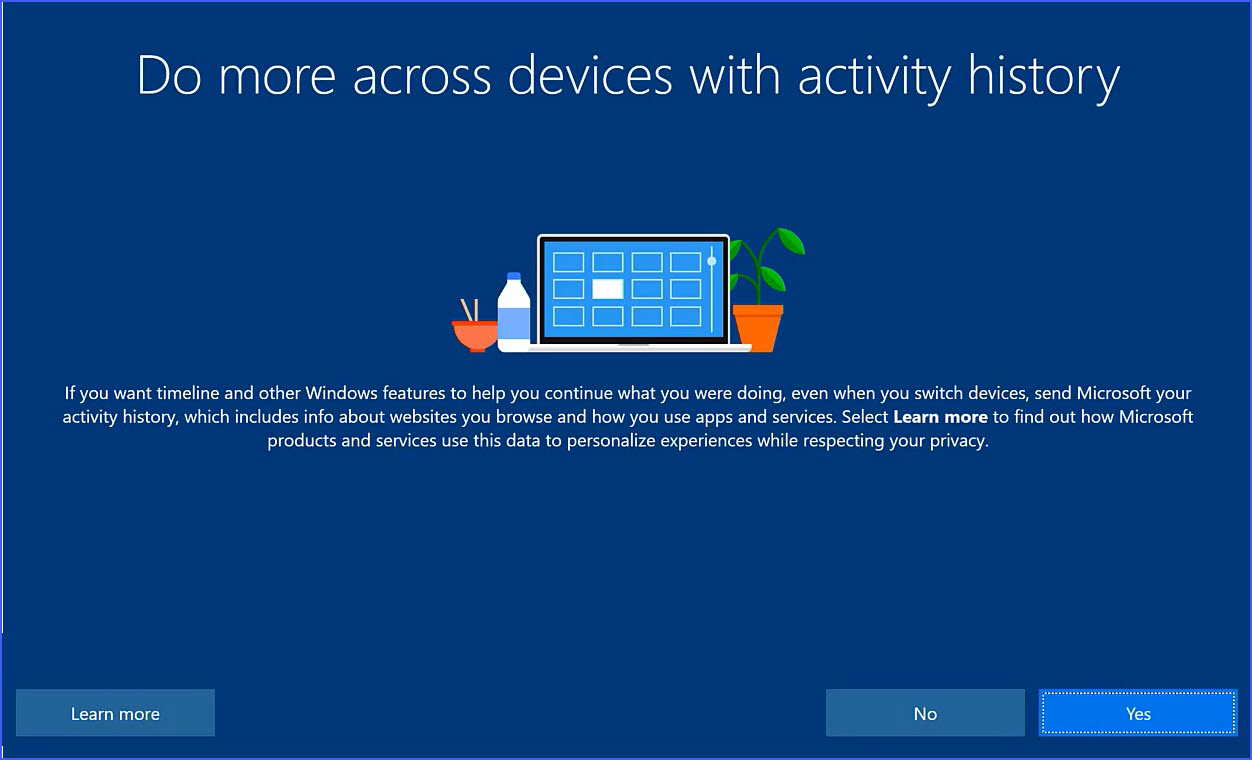 Do more across devices with activity history
If you want timeline and other Windows features to help you continue what you were doing, even when you switch devices, send Microsoft your
activity history, which includes info about websites you browse and how you use apps and services. Select Learn more to find out how Microsoft
products and services use this data to personalize experiences while respecting your privacy.
Learn more
No
Yes